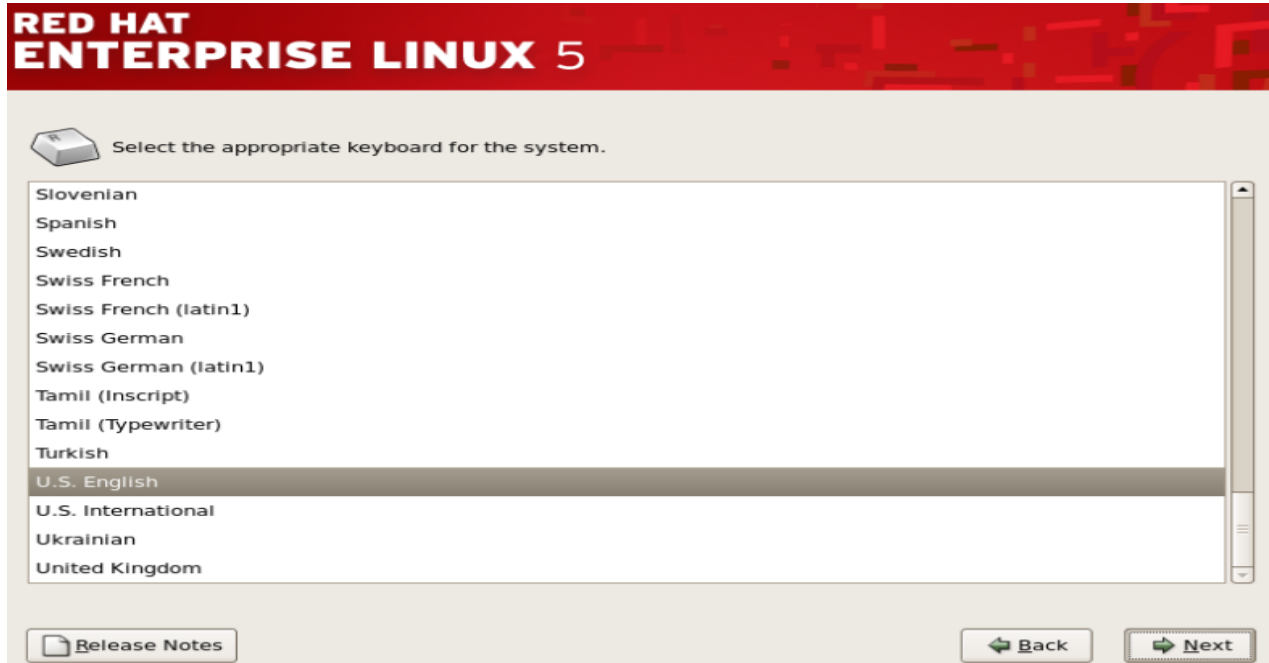 RED HAT
ENTERPRISE LINUX 5
R
Select the appropriate keyboard for the system.
Slovenian
Spanish
Swedish
Swiss French
Swiss French (latin1)
Swiss German
Swiss German (latin1)
Tamil (Inscript)
Tamil (Typewriter)
Turkish
U.S. English
U.S. International
Ukrainian
United Kingdom
Release Notes
Back
Next